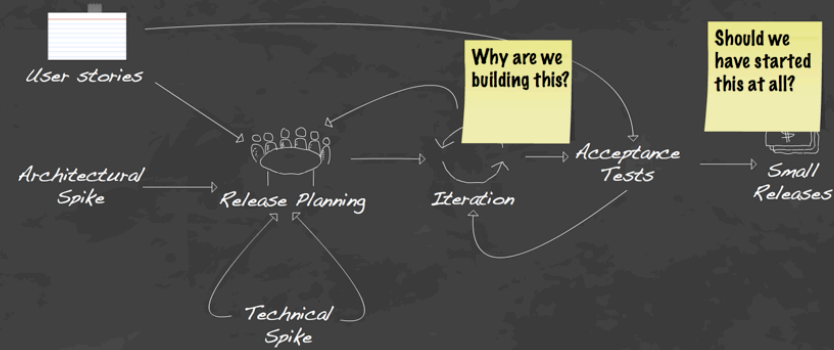 User stories
Why are we
building this?
Should we
have started
this at all?
Architectural
Spike
Release Planning
Iteration
Acceptance
Tests
$
Small
Releases
Technical
Spike